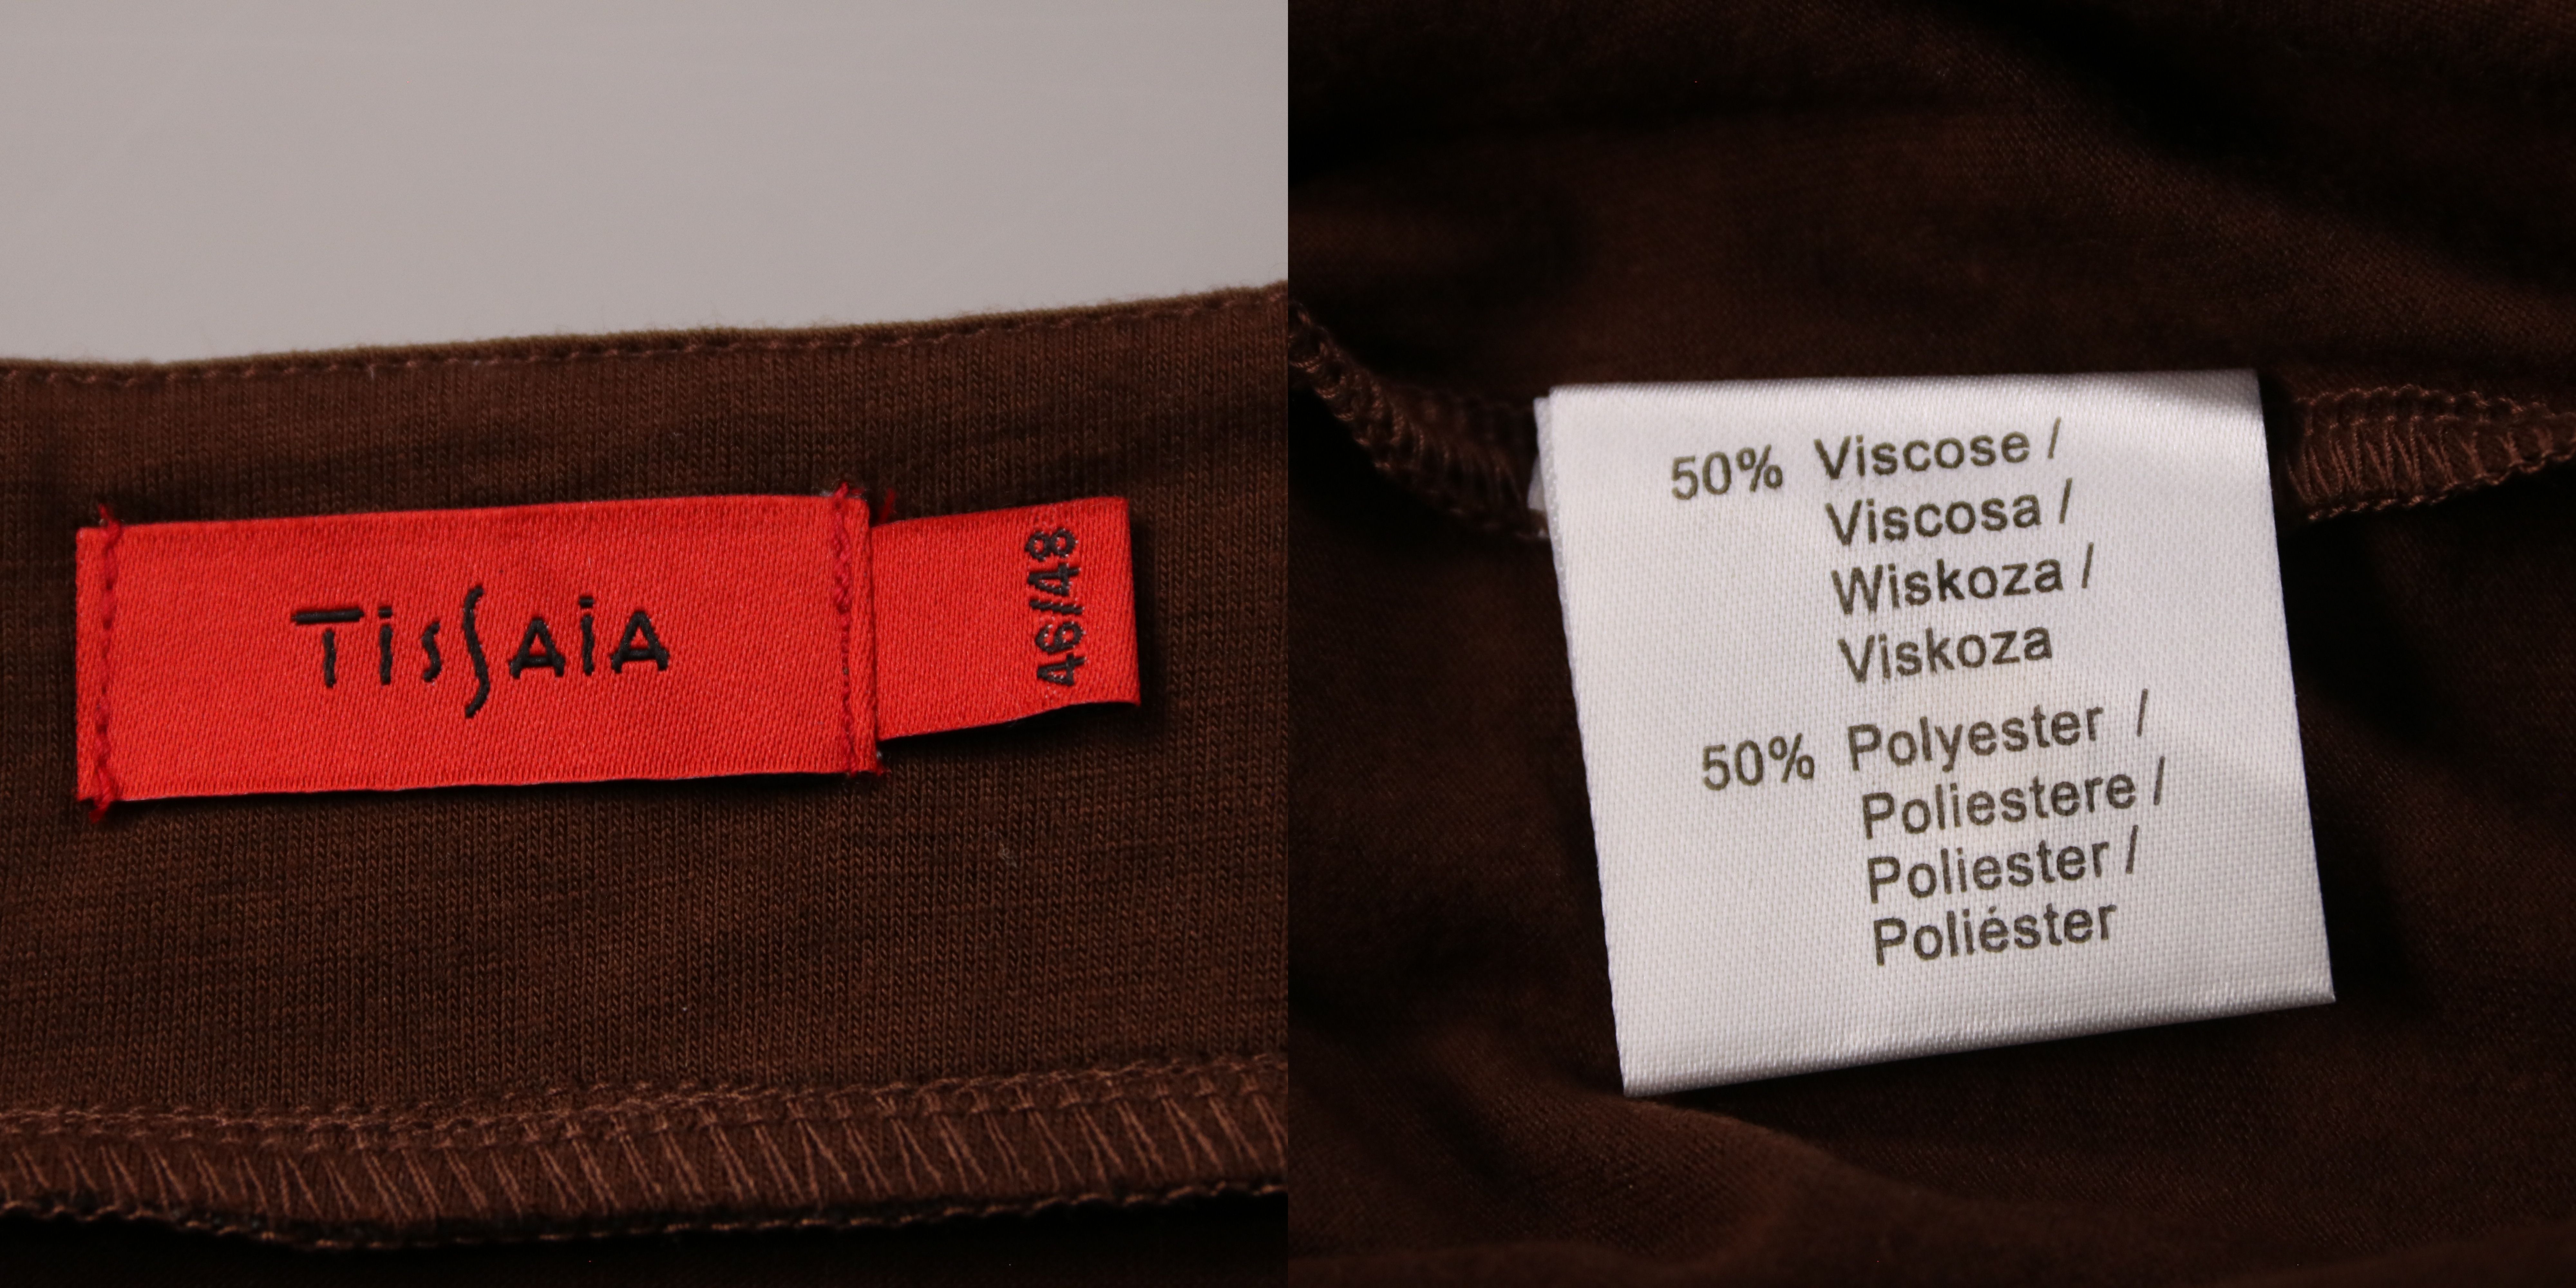 TisSAiA
46/48
50% Viscose /
Viscosa /
Wiskoza /
Viskoza
50% Polyester /
Poliestere /
Poliester /
Poliéster